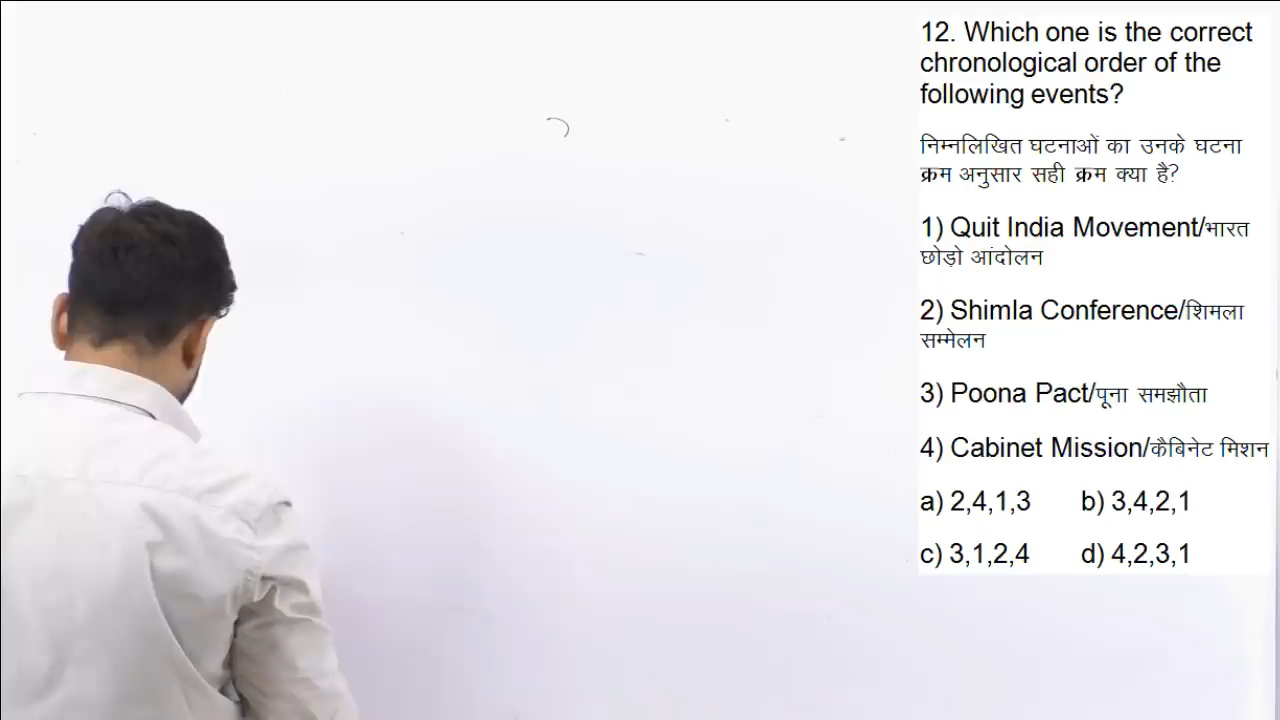 12. Which one is the correct
chronological order of the
following events?
निम्नलिखित घटनाओं का उनके घटना
क्रम अनुसार सही क्रम क्या है?
1) Quit India Movement/भारत
छोड़ो आंदोलन
2) Shimla Conference/शिमला
सम्मेलन
3) Poona Pact/पूना समझौता
4) Cabinet Mission/कैबिनेट मिशन
a) 2,4,1,3 b) 3,4,2,1
c) 3,1,2,4 d) 4,2,3,1